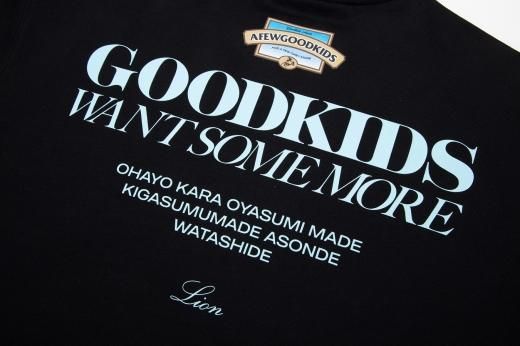 AFEWGOODKIDS
GOODKIDS
WANT SOME MORE
OHAYO KARA OYASUMI MADE
KIGASUMUMADE ASONDE
WATASHIDE
Lion